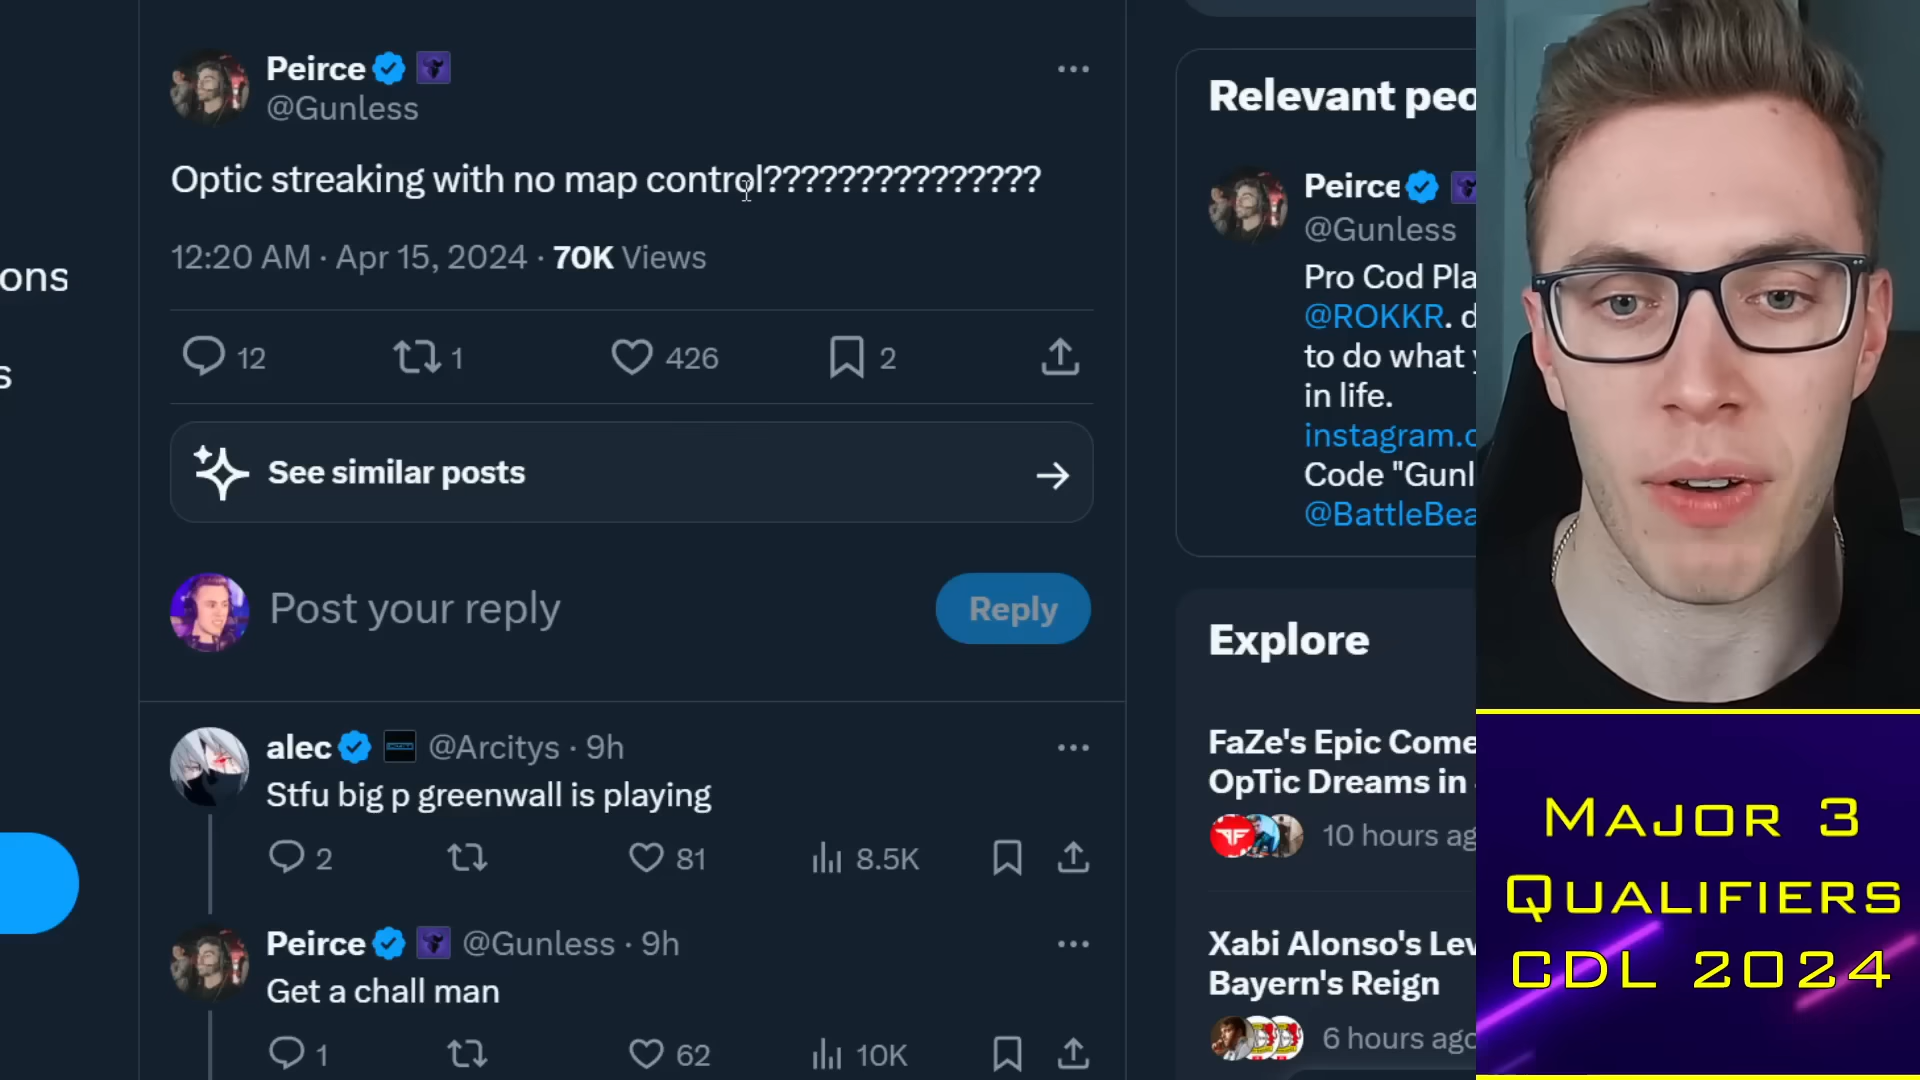 ons
s
Peirce
@Gunless
Optic streaking with no map control???????????????
12:20 AM · Apr 15, 2024 · 70K Views
12
1
426
2
See similar posts
Post your reply
Reply
alec @Arcitys · 9h
Stfu big p greenwall is playing
2
81
8.5K
Peirce @Gunless · 9h
Get a chall man
1
62
10K
Relevant peo
Peirce
@Gunless
Pro Cod Pla
@ROKKR. d
to do what y
in life.
instagram.c
Code "Gunl
@BattleBea
Explore
FaZe's Epic Come
OpTic Dreams in
10 hours ag
Xabi Alonso's Lev
Bayern's Reign
6 hours ago
MAJOR 3
QUALIFIERS
CDL 2024